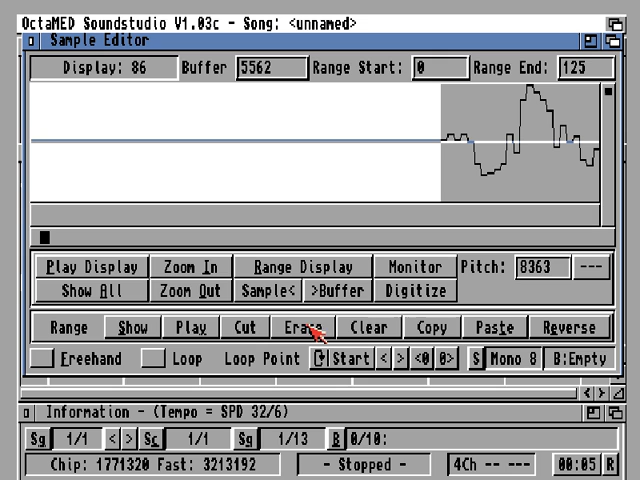 OctaMED Soundstudio V1.03c - Song: <unnamed>
Sample Editor
Display: 86 Buffer 5562 Range Start: 0 Range End: 125
Play Display Zoom In Range Display Monitor Pitch: 8363 ---
Show All Zoom Out Sample< >Buffer Digitize
Range Show Play Cut Erase Clear Copy Paste Reverse
Freehand Loop Loop Point Start < > <0 0> S Mono 8 B:Empty
Information - (Tempo = SPD 32/6)
Sg 1/1 < > Sc 1/1 Sq 1/13 B 0/10:
Chip: 1771320 Fast: 3213192 - Stopped - 4Ch -- --- 00:05 R